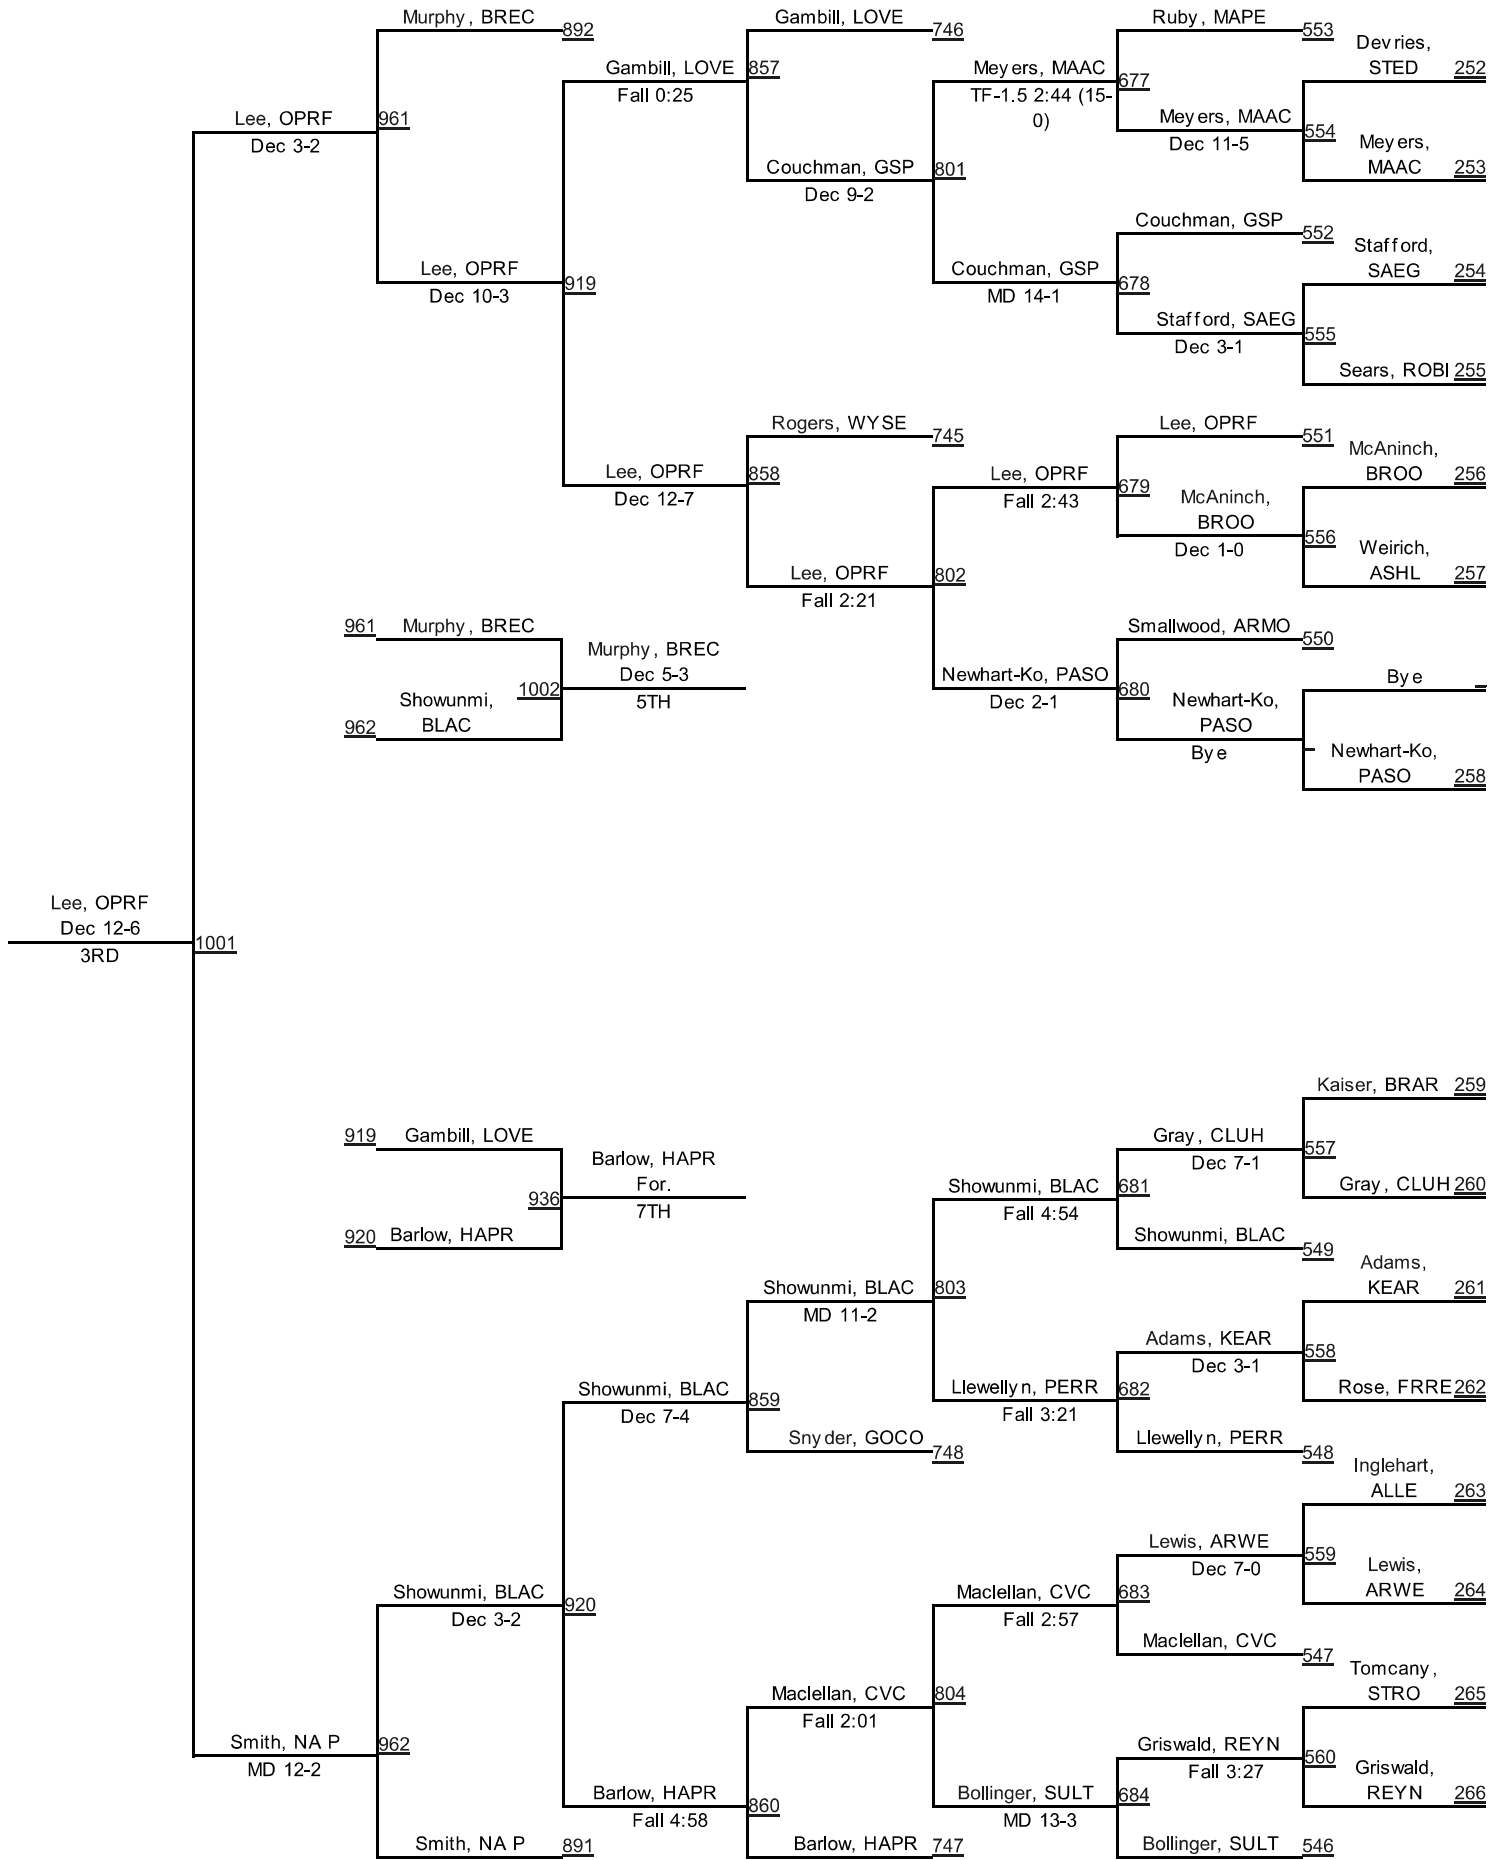 Murphy, BREC
892
Gambill, LOVE
746
Ruby, MAPE
553
Devries,
STED
252
Gambill, LOVE
857
Fall 0:25
Meyers, MAAC
677
TF-1.5 2:44 (15-
0)
Lee, OPRF
961
Dec 3-2
Meyers, MAAC
554
Dec 11-5
Meyers,
MAAC
253
Couchman, GSP
801
Dec 9-2
Couchman, GSP
552
Stafford,
SAEG
254
Lee, OPRF
919
Dec 10-3
Couchman, GSP
678
MD 14-1
Stafford, SAEG
555
Dec 3-1
Sears, ROBI
255
Rogers, WYSE
745
Lee, OPRF
551
McAninch,
BROO
256
Lee, OPRF
858
Dec 12-7
Lee, OPRF
679
Fall 2:43
McAninch,
BROO
556
Dec 1-0
Weirich,
ASHL
257
Lee, OPRF
802
Fall 2:21
961
Murphy, BREC
Murphy, BREC
Dec 5-3
5TH
1002
Showunmi,
BLAC
962
Smallwood, ARMO
550
Newhart-Ko, PASO
680
Dec 2-1
Newhart-Ko,
PASO
Bye
Bye
Newhart-Ko,
PASO
258
Lee, OPRF
Dec 12-6
3RD
1001
Kaiser, BRAR
259
919
Gambill, LOVE
Barlow, HAPR
For.
7TH
936
920
Barlow, HAPR
Gray, CLUH
557
Dec 7-1
Gray, CLUH
260
Showunmi, BLAC
681
Fall 4:54
Showunmi, BLAC
549
Adams,
KEAR
261
Showunmi, BLAC
803
MD 11-2
Adams, KEAR
558
Dec 3-1
Rose, FRRE
262
Showunmi, BLAC
859
Dec 7-4
Llewellyn, PERR
682
Fall 3:21
Snyder, GOCO
748
Llewellyn, PERR
548
Inglehart,
ALLE
263
Lewis, ARWE
559
Dec 7-0
Lewis,
ARWE
264
Showunmi, BLAC
920
Dec 3-2
Maclellan, CVC
683
Fall 2:57
Maclellan, CVC
547
Tomcany,
STRO
265
Maclellan, CVC
804
Fall 2:01
Smith, NA P
962
MD 12-2
Griswald, REYN
560
Fall 3:27
Griswald,
REYN
266
Barlow, HAPR
860
Fall 4:58
Bollinger, SULT
684
MD 13-3
Smith, NA P
891
Barlow, HAPR
747
Bollinger, SULT
546